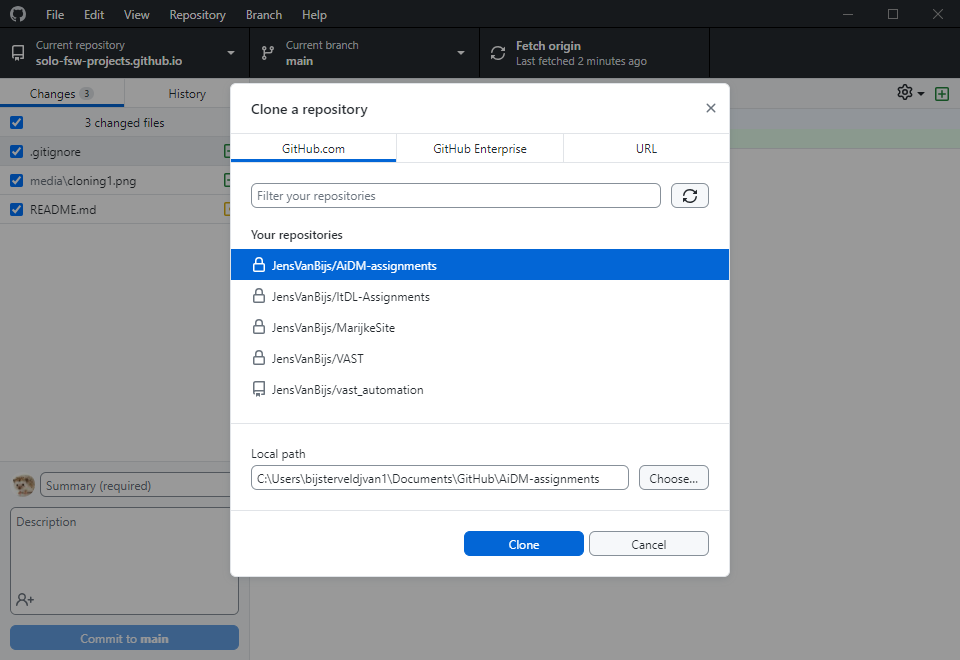 File Edit View Repository Branch Help
Current repository
solo-fsw-projects.github.io
Current branch
main
Fetch origin
Last fetched 2 minutes ago
Changes 3 History
3 changed files
.gitignore
media\cloning1.png
README.md
Summary (required)
Description
Commit to main
Clone a repository
GitHub.com GitHub Enterprise URL
Filter your repositories
Your repositories
JensVanBijs/AiDM-assignments
JensVanBijs/ItDL-Assignments
JensVanBijs/MarijkeSite
JensVanBijs/VAST
JensVanBijs/vast_automation
Local path
C:\Users\bijsterveldjvan1\Documents\GitHub\AiDM-assignments Choose...
Clone Cancel